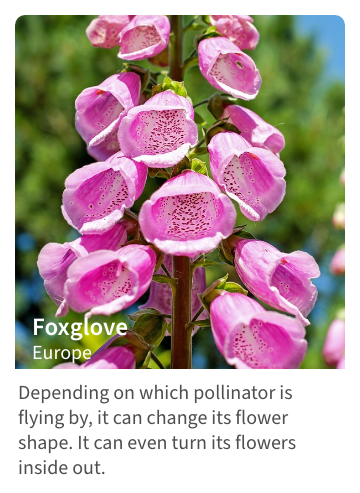 Foxglove
Europe
Depending on which pollinator is
flying by, it can change its flower
shape. It can even turn its flowers
inside out.